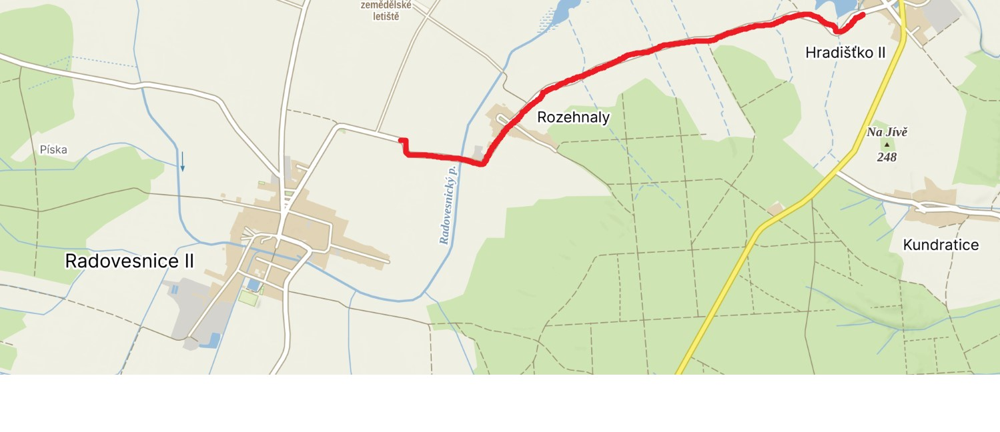 zemědělské
letiště
Hradišťko II
Rozehnaly
Na Jívě
248
Píska
Radovesnický p.
Kundratice
Radovesnice II